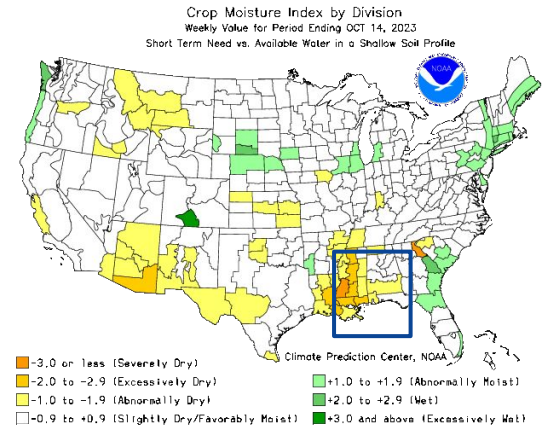 Crop Moisture Index by Division
Weekly Value for Period Ending OCT 14, 2023
Short Term Need vs. Available Water in a Shallow Soil Profile
NOAA
Climate Prediction Center, NOAA
-3.0 or less (Severely Dry)
-2.0 to -2.9 (Excessively Dry)
-1.0 to -1.9 (Abnormally Dry)
-0.9 to +0.9 (Slightly Dry/Favorably Moist)
+1.0 to +1.9 (Abnormally Moist)
+2.0 to +2.9 (Wet)
+3.0 and above (Excessively Wet)